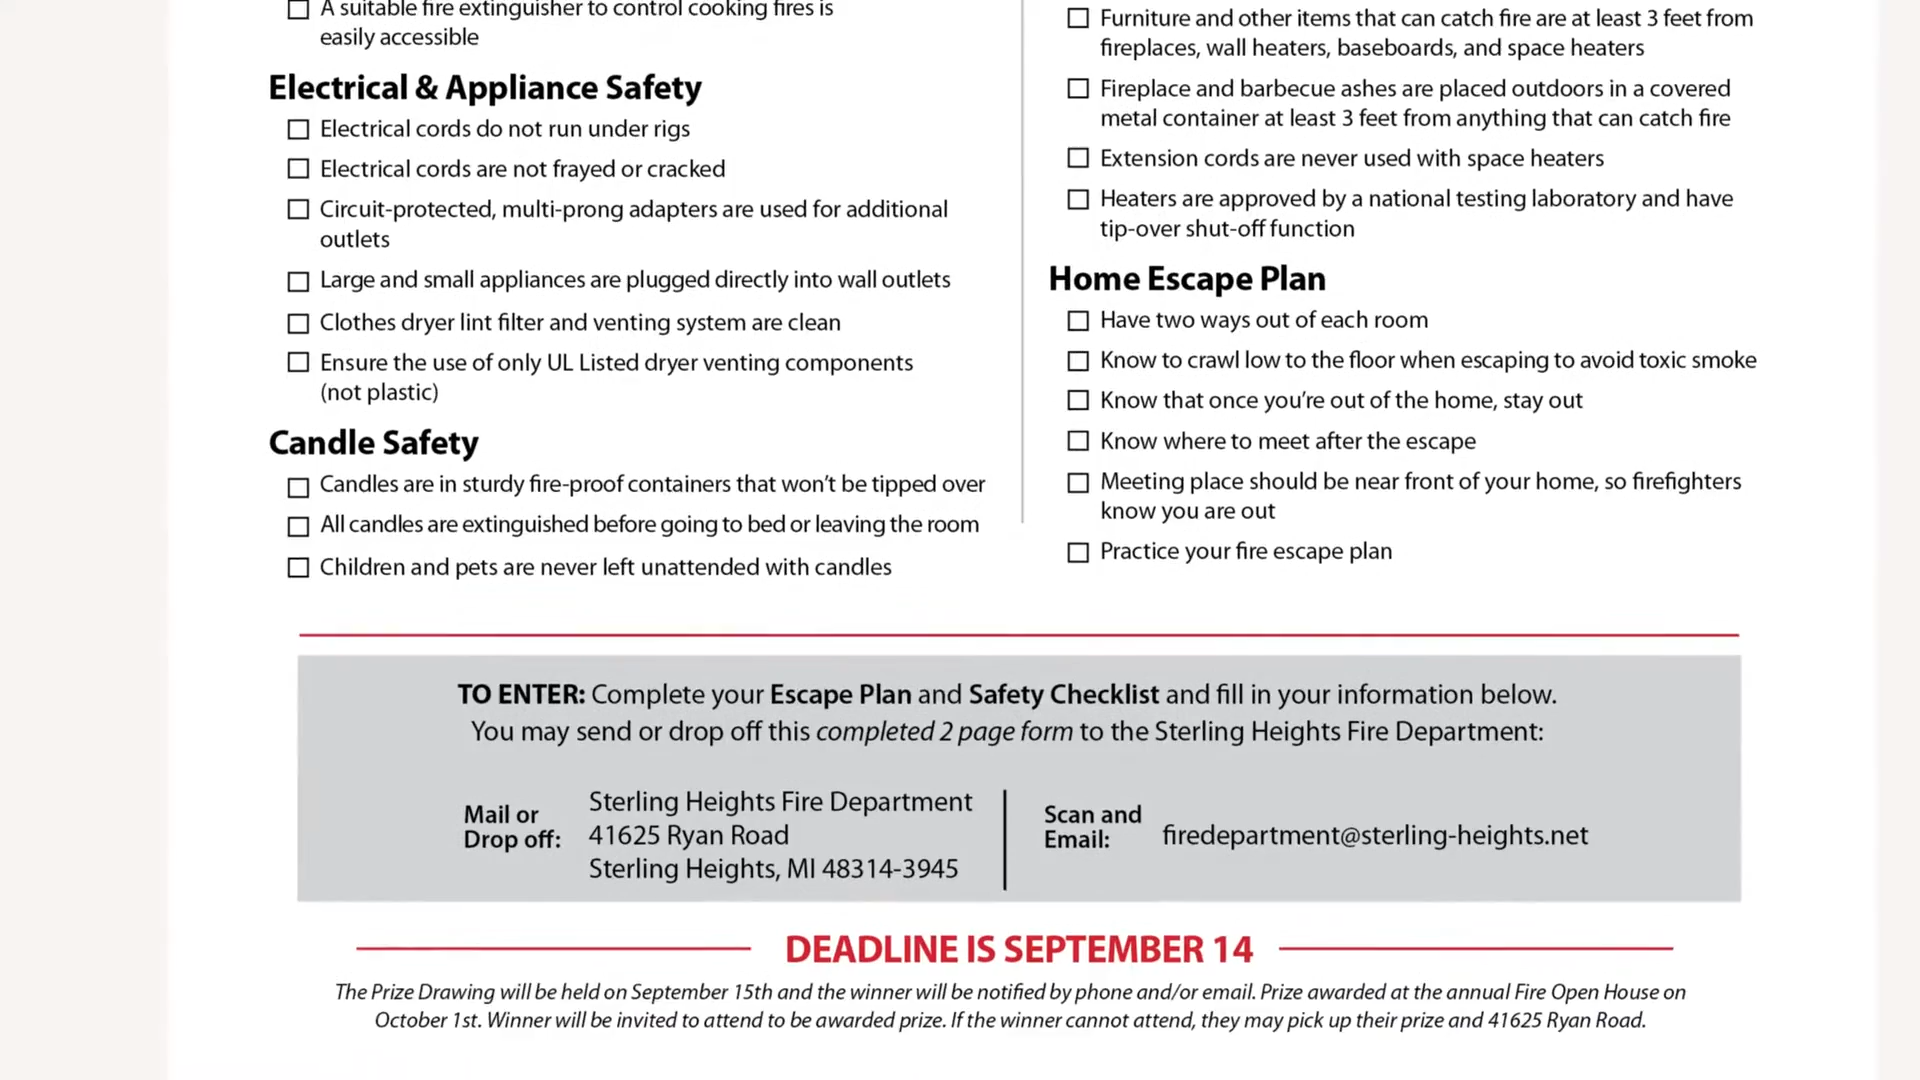 A suitable fire extinguisher to control cooking fires is
easily accessible
Electrical & Appliance Safety
Electrical cords do not run under rigs
Electrical cords are not frayed or cracked
Circuit-protected, multi-prong adapters are used for additional
outlets
Large and small appliances are plugged directly into wall outlets
Clothes dryer lint filter and venting system are clean
Ensure the use of only UL Listed dryer venting components
(not plastic)
Candle Safety
Candles are in sturdy fire-proof containers that won't be tipped over
All candles are extinguished before going to bed or leaving the room
Children and pets are never left unattended with candles
Furniture and other items that can catch fire are at least 3 feet from
fireplaces, wall heaters, baseboards, and space heaters
Fireplace and barbecue ashes are placed outdoors in a covered
metal container at least 3 feet from anything that can catch fire
Extension cords are never used with space heaters
Heaters are approved by a national testing laboratory and have
tip-over shut-off function
Home Escape Plan
Have two ways out of each room
Know to crawl low to the floor when escaping to avoid toxic smoke
Know that once you're out of the home, stay out
Know where to meet after the escape
Meeting place should be near front of your home, so firefighters
know you are out
Practice your fire escape plan
TO ENTER: Complete your Escape Plan and Safety Checklist and fill in your information below.
You may send or drop off this completed 2 page form to the Sterling Heights Fire Department:
Mail or
Drop off:
Sterling Heights Fire Department
41625 Ryan Road
Sterling Heights, MI 48314-3945
Scan and
Email:
firedepartment@sterling-heights.net
DEADLINE IS SEPTEMBER 14
The Prize Drawing will be held on September 15th and the winner will be notified by phone and/or email. Prize awarded at the annual Fire Open House on
October 1st. Winner will be invited to attend to be awarded prize. If the winner cannot attend, they may pick up their prize and 41625 Ryan Road.